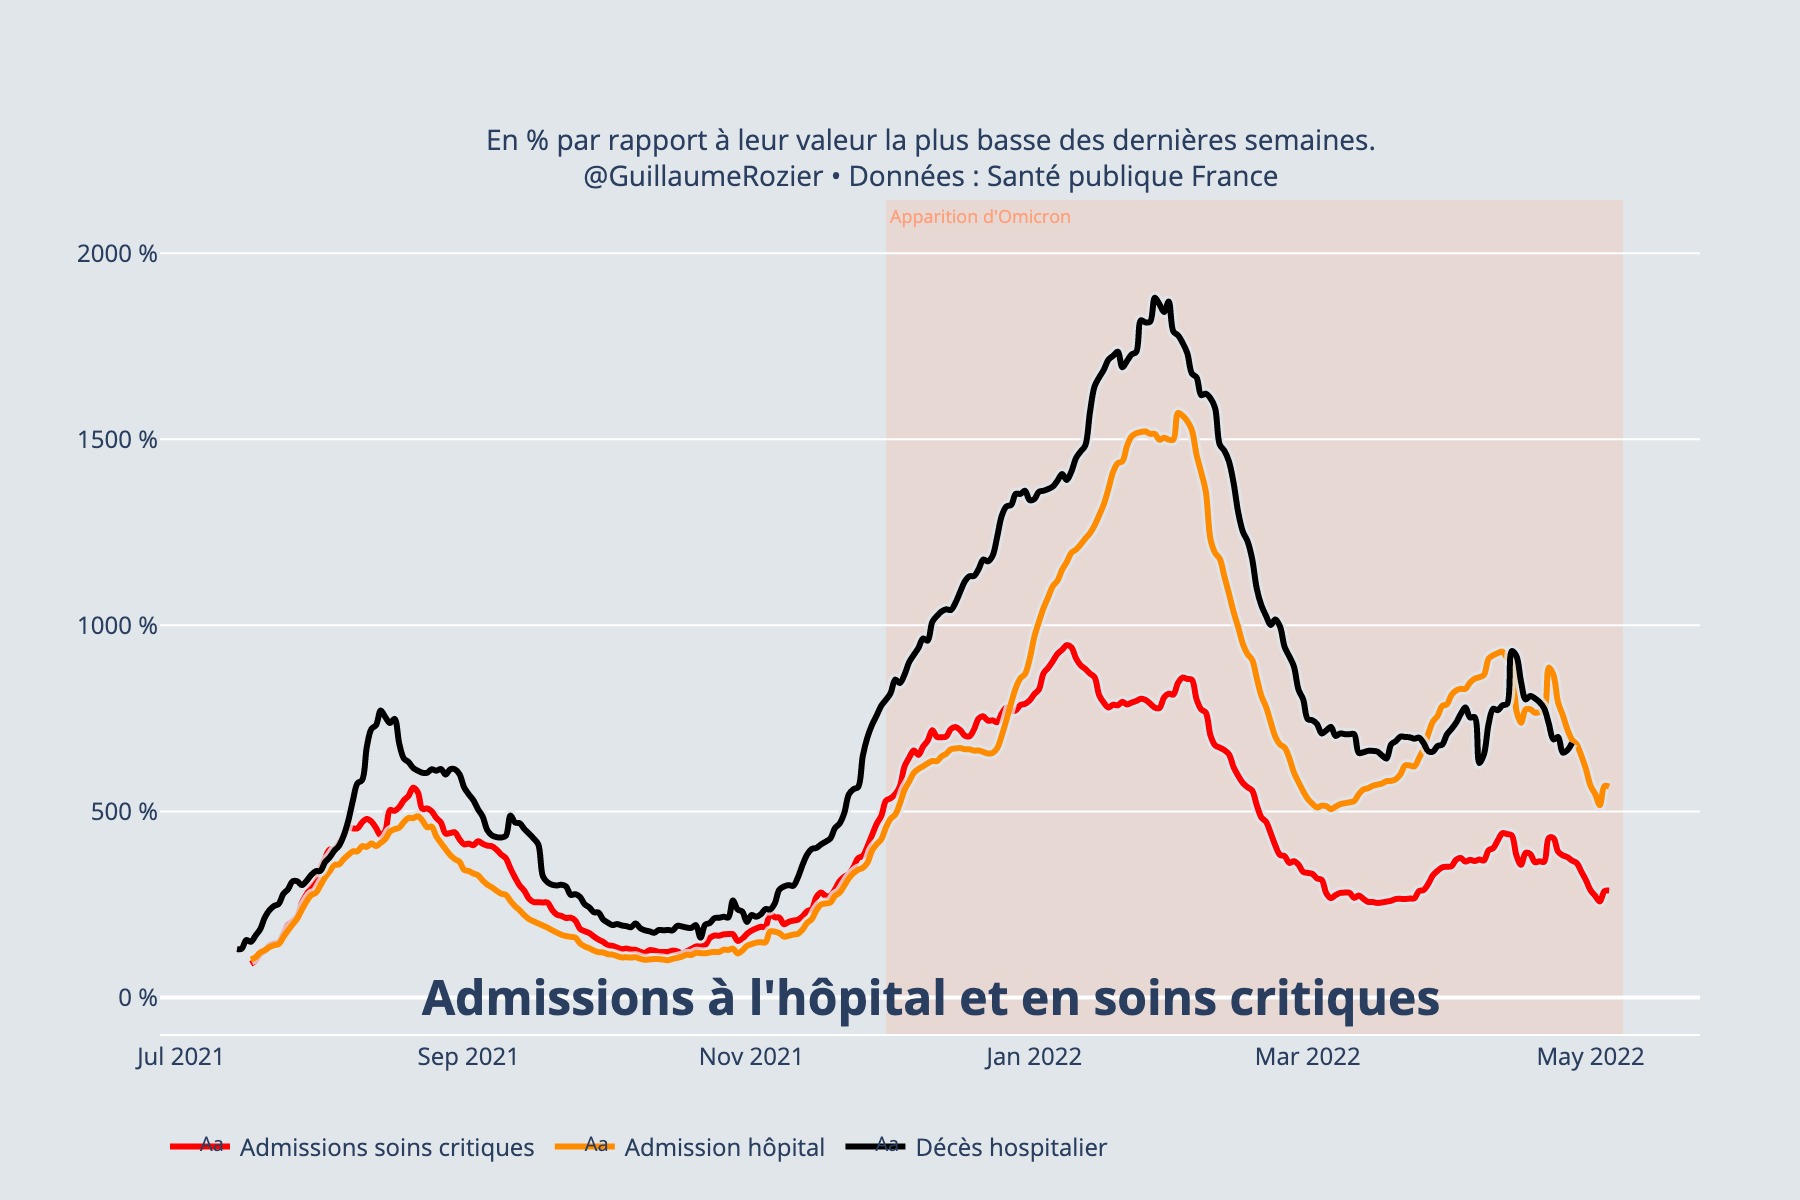 En % par rapport à leur valeur la plus basse des dernières semaines.
@GuillaumeRozier • Données : Santé publique France
Apparition d'Omicron
2000 %
1500 %
1000 %
500 %
0 %
Admissions à l'hôpital et en soins critiques
Jul 2021
Sep 2021
Nov 2021
Jan 2022
Mar 2022
May 2022
Aa Admissions soins critiques
Aa Admission hôpital
Aa Décès hospitalier